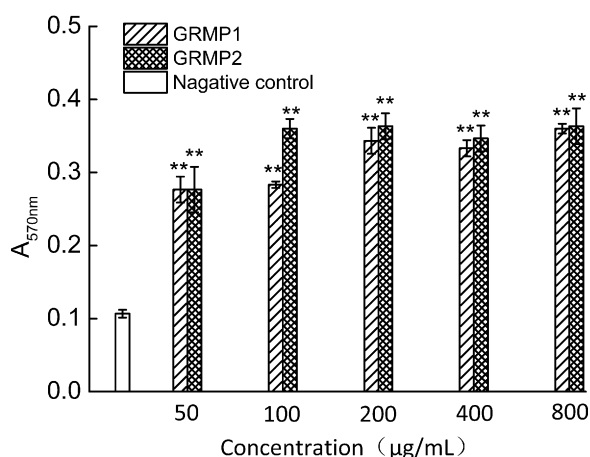 0.5
0.4
0.3
0.2
0.1
0.0
A570nm
GRMP1
GRMP2
Nagative control
** ** ** ** ** ** ** ** ** **
50 100 200 400 800
Concentration（μg/mL）